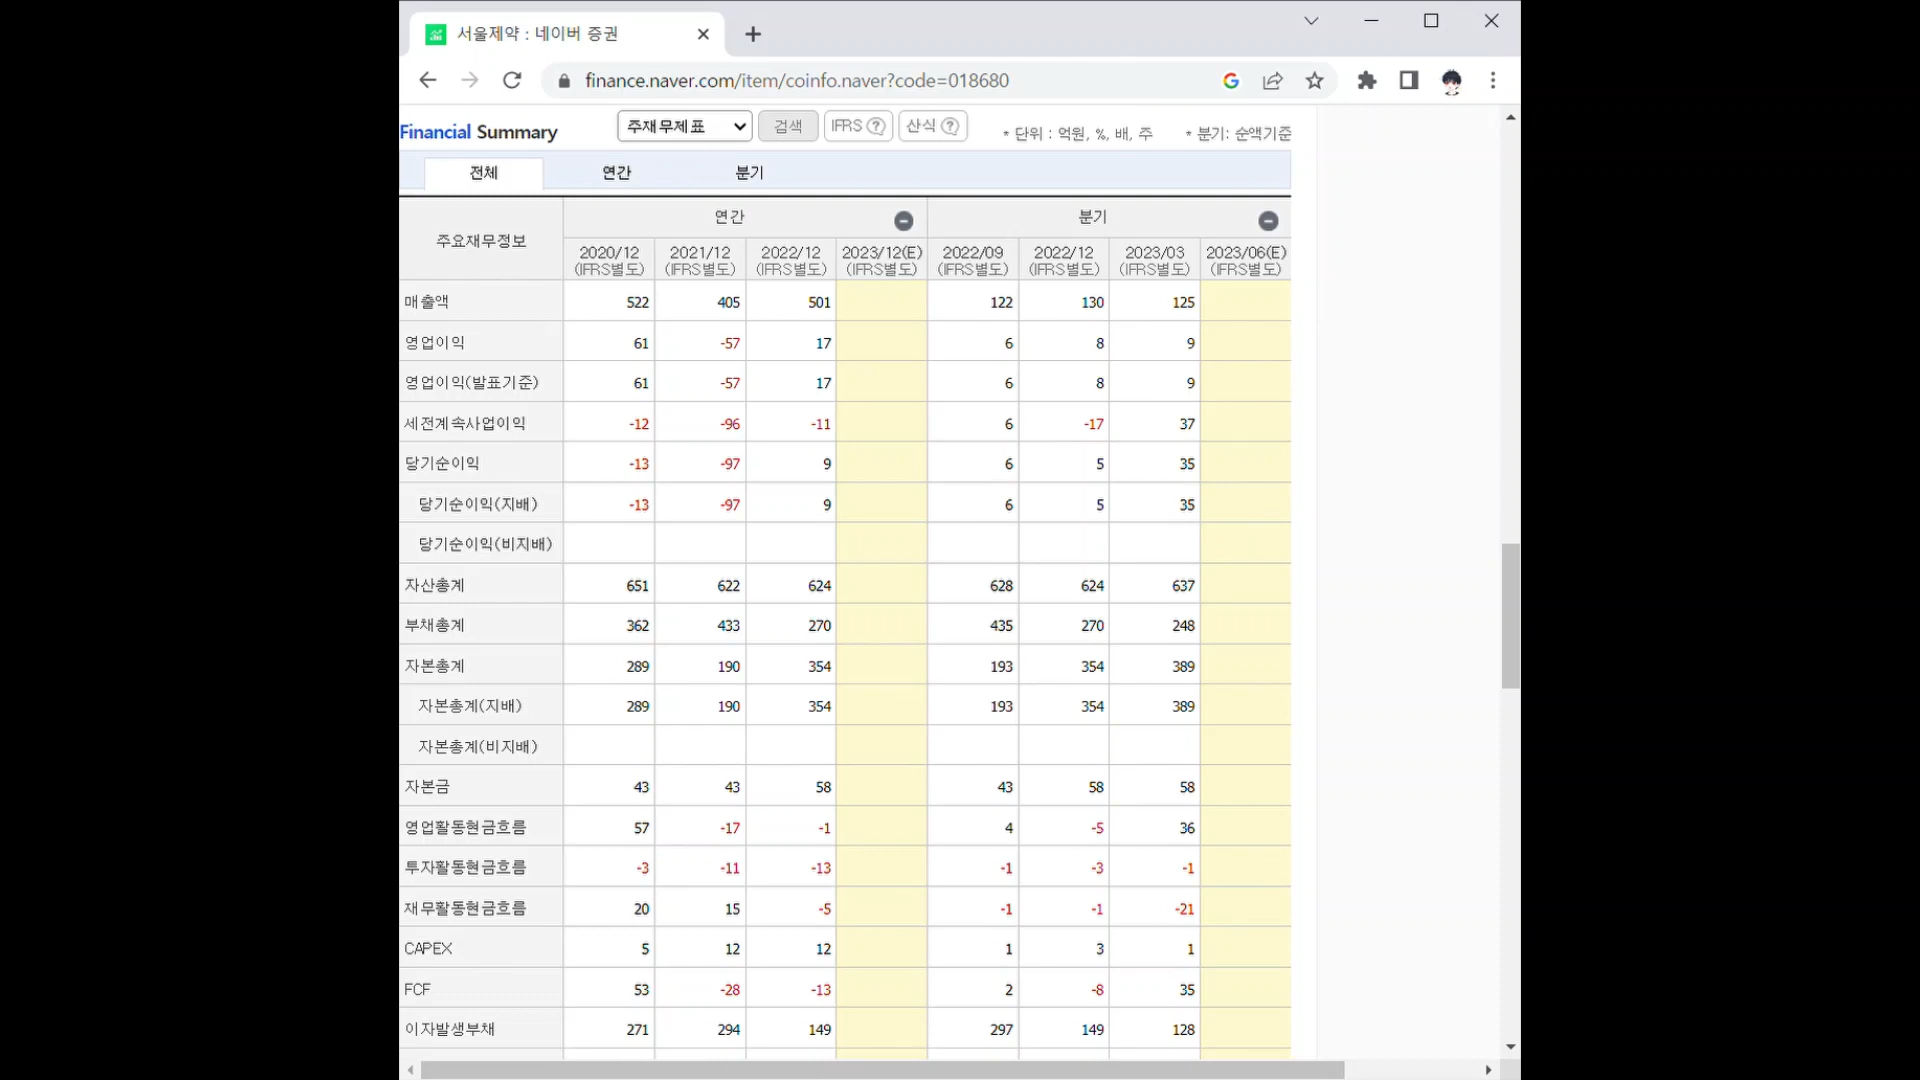 서울제약 : 네이버 증권
finance.naver.com/item/coinfo.naver?code=018680
Financial Summary
주재무제표
검색
IFRS ?
산식 ?
* 단위 : 억원, %, 배, 주
* 분기: 순액기준
전체 연간 분기
주요재무정보 연간 분기
2020/12 2021/12 2022/12 2023/12(E) 2022/09 2022/12 2023/03 2023/06(E)
(IFRS별도) (IFRS별도) (IFRS별도) (IFRS별도) (IFRS별도) (IFRS별도) (IFRS별도) (IFRS별도)
매출액 522 405 501 122 130 125
영업이익 61 -57 17 6 8 9
영업이익(발표기준) 61 -57 17 6 8 9
세전계속사업이익 -12 -96 -11 6 -17 37
당기순이익 -13 -97 9 6 5 35
당기순이익(지배) -13 -97 9 6 5 35
당기순이익(비지배)
자산총계 651 622 624 628 624 637
부채총계 362 433 270 435 270 248
자본총계 289 190 354 193 354 389
자본총계(지배) 289 190 354 193 354 389
자본총계(비지배)
자본금 43 43 58 43 58 58
영업활동현금흐름 57 -17 -1 4 -5 36
투자활동현금흐름 -3 -11 -13 -1 -3 -1
재무활동현금흐름 20 15 -5 -1 -1 -21
CAPEX 5 12 12 1 3 1
FCF 53 -28 -13 2 -8 35
이자발생부채 271 294 149 297 149 128